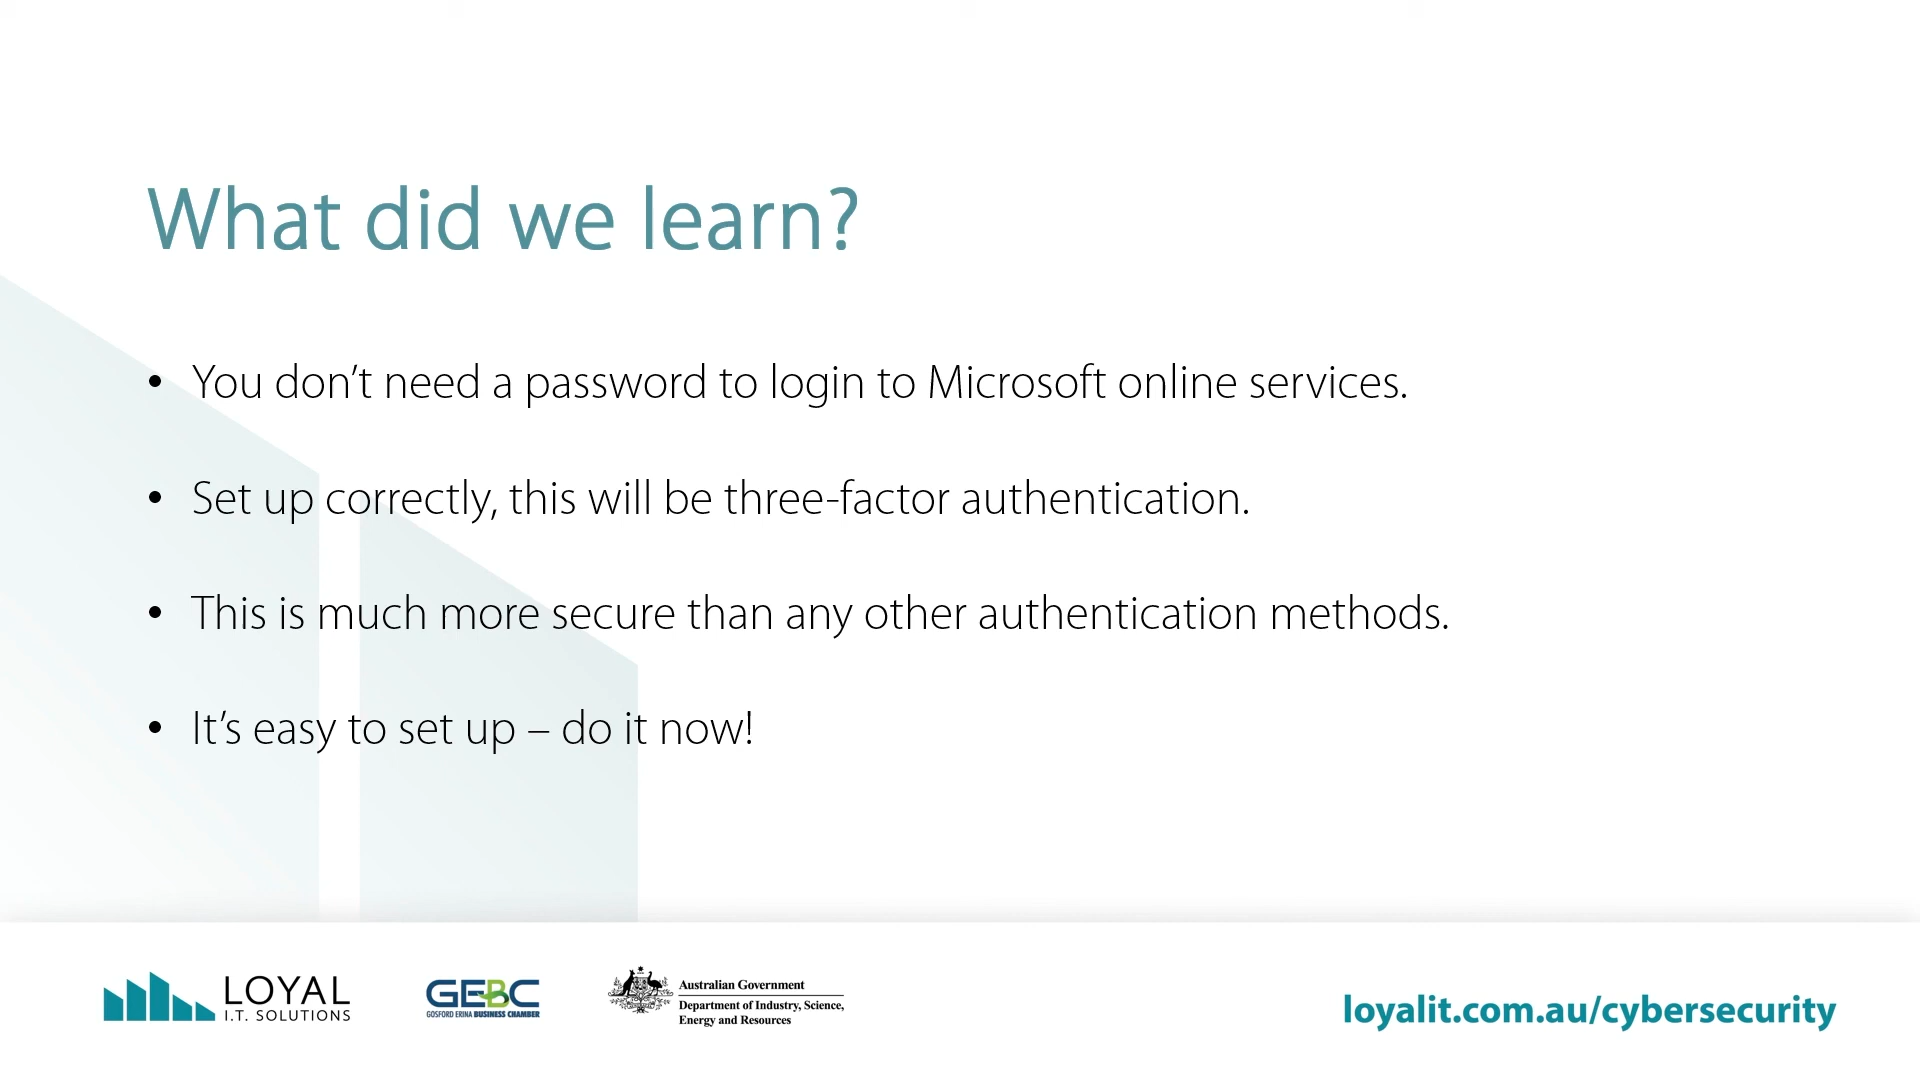 What did we learn?
• You don’t need a password to login to Microsoft online services.
• Set up correctly, this will be three-factor authentication.
• This is much more secure than any other authentication methods.
• It’s easy to set up – do it now!
LOYAL
I.T. SOLUTIONS
GEBC
GOSFORD ERINA BUSINESS CHAMBER
Australian Government
Department of Industry, Science,
Energy and Resources
loyalit.com.au/cybersecurity